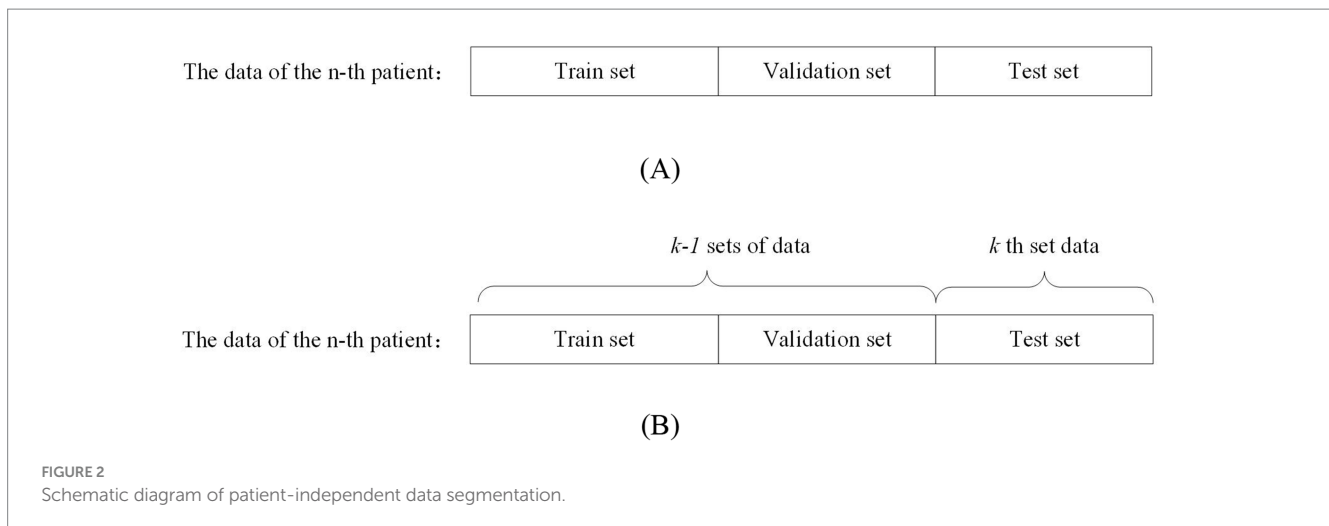 The data of the n-th patient: Train set Validation set Test set
(A)
k-1 sets of data k th set data
The data of the n-th patient: Train set Validation set Test set
(B)
FIGURE 2
Schematic diagram of patient-independent data segmentation.